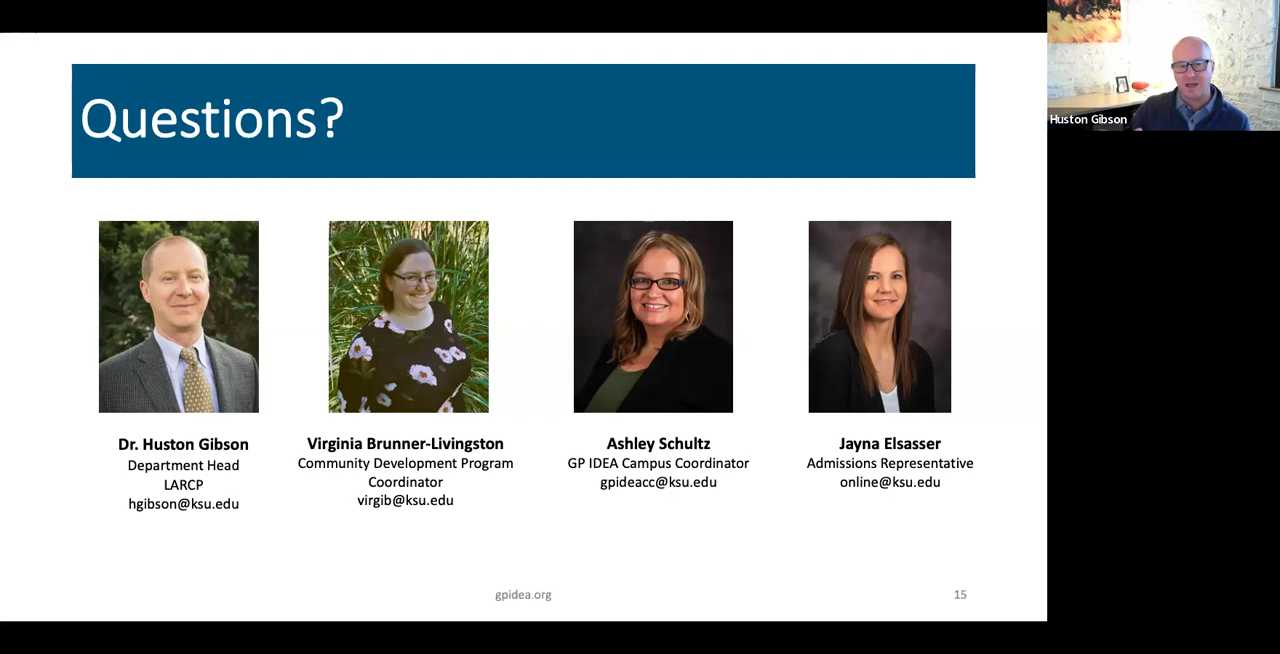 Questions?
Huston Gibson
Dr. Huston Gibson
Department Head
LARCP
hgibson@ksu.edu
Virginia Brunner-Livingston
Community Development Program
Coordinator
virgib@ksu.edu
Ashley Schultz
GP IDEA Campus Coordinator
gpideacc@ksu.edu
Jayna Elsasser
Admissions Representative
online@ksu.edu
gpidea.org
15